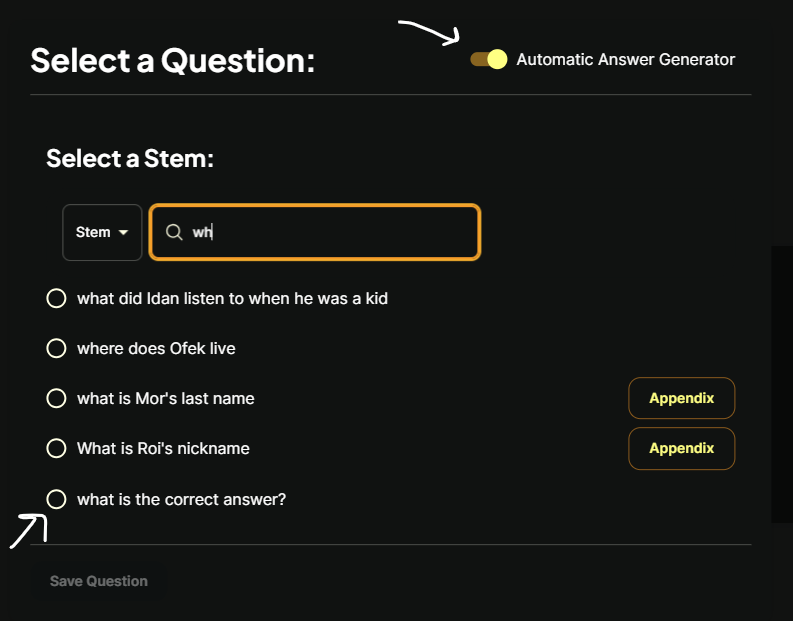 Select a Question:
Automatic Answer Generator
Select a Stem:
Stem
wh
what did Idan listen to when he was a kid
where does Ofek live
what is Mor's last name
Appendix
What is Roi's nickname
Appendix
what is the correct answer?
Save Question